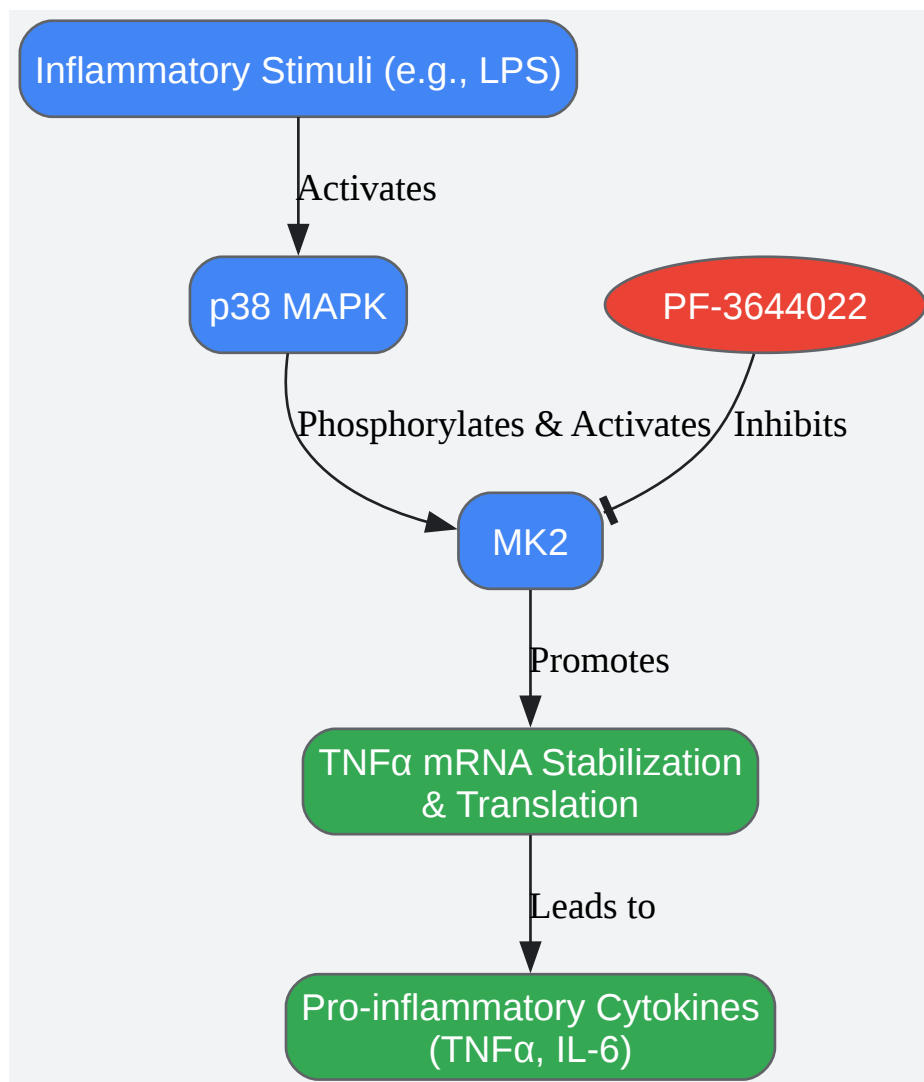 Inflammatory Stimuli (e.g., LPS)
Activates
p38 MAPK
PF-3644022
Phosphorylates & Activates
Inhibits
MK2
Promotes
TNFα mRNA Stabilization
& Translation
Leads to
Pro-inflammatory Cytokines
(TNFα, IL-6)